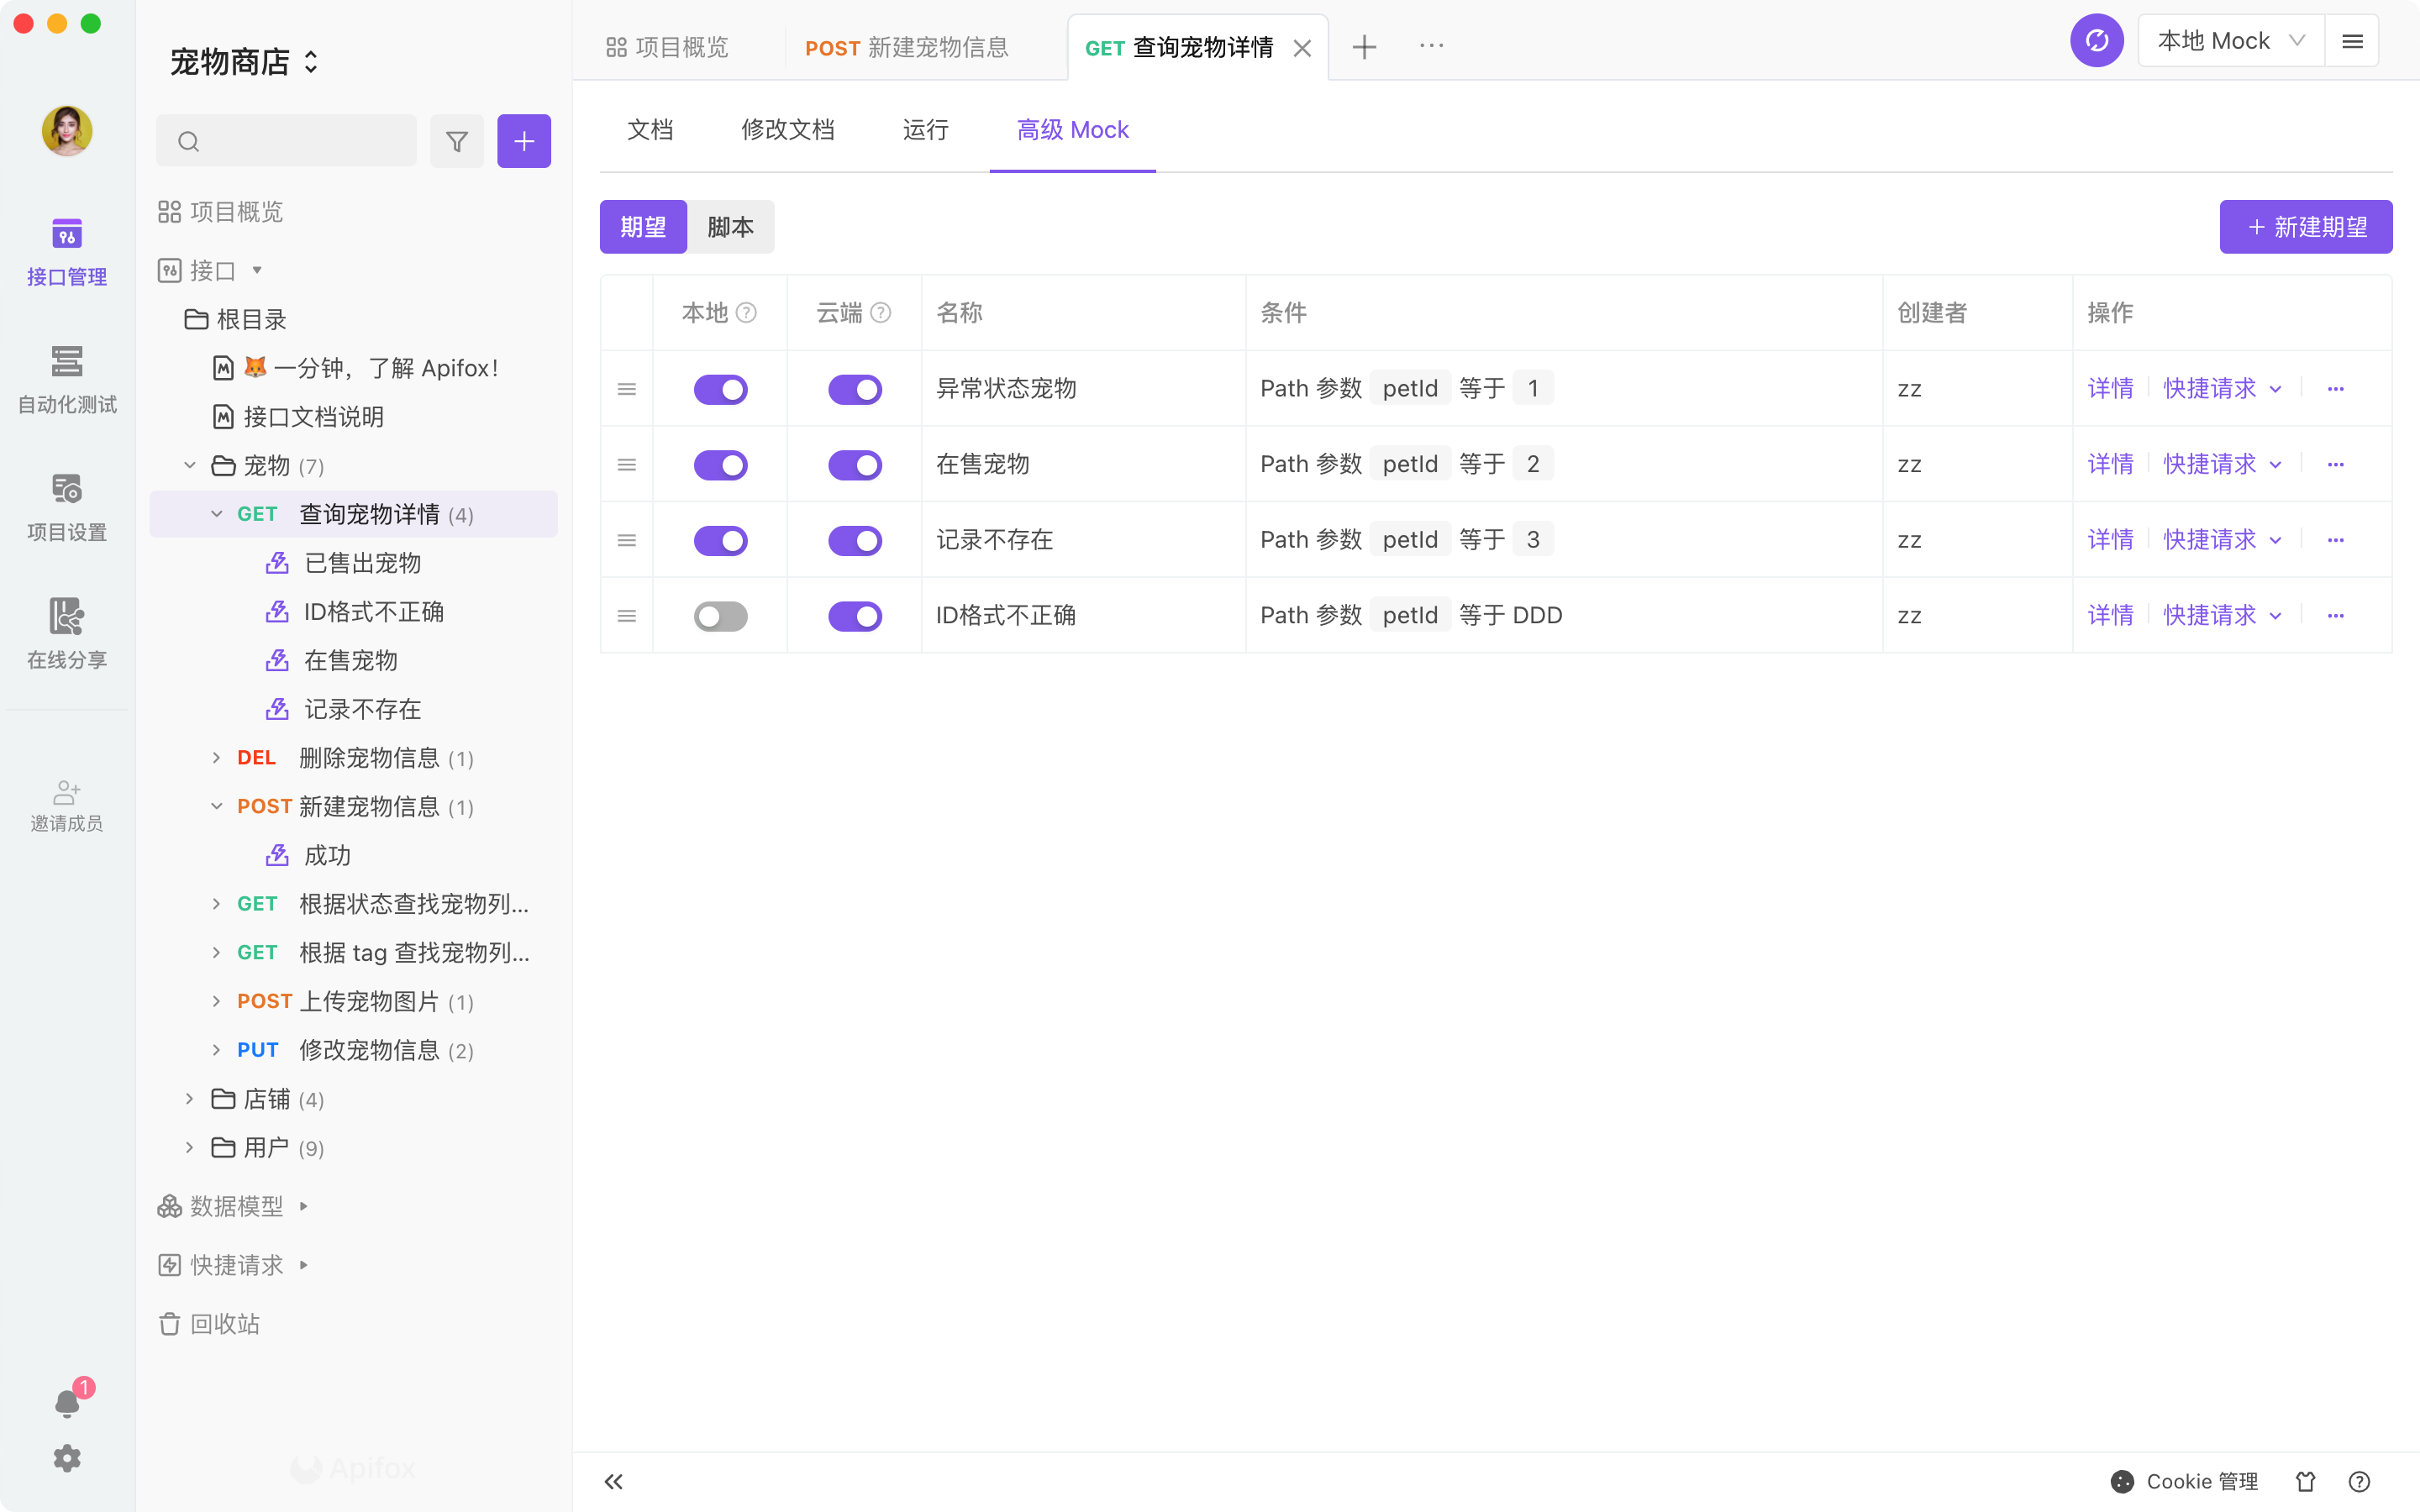 宠物商店
接口管理
自动化测试
项目设置
在线分享
邀请成员
1
项目概览
接口
根目录
🦊 一分钟，了解 Apifox！
接口文档说明
宠物 (7)
GET 查询宠物详情 (4)
已售出宠物
ID格式不正确
在售宠物
记录不存在
DEL 删除宠物信息 (1)
POST 新建宠物信息 (1)
成功
GET 根据状态查找宠物列...
GET 根据 tag 查找宠物列...
POST 上传宠物图片 (1)
PUT 修改宠物信息 (2)
店铺 (4)
用户 (9)
数据模型
快捷请求
回收站
Apifox
项目概览 POST 新建宠物信息 GET 查询宠物详情 ··· 本地 Mock
文档 修改文档 运行 高级 Mock
期望 脚本 + 新建期望
本地 ? 云端 ? 名称 条件 创建者 操作
异常状态宠物 Path 参数 petId 等于 1 zz 详情 快捷请求 ···
在售宠物 Path 参数 petId 等于 2 zz 详情 快捷请求 ···
记录不存在 Path 参数 petId 等于 3 zz 详情 快捷请求 ···
ID格式不正确 Path 参数 petId 等于 DDD zz 详情 快捷请求 ···
Cookie 管理